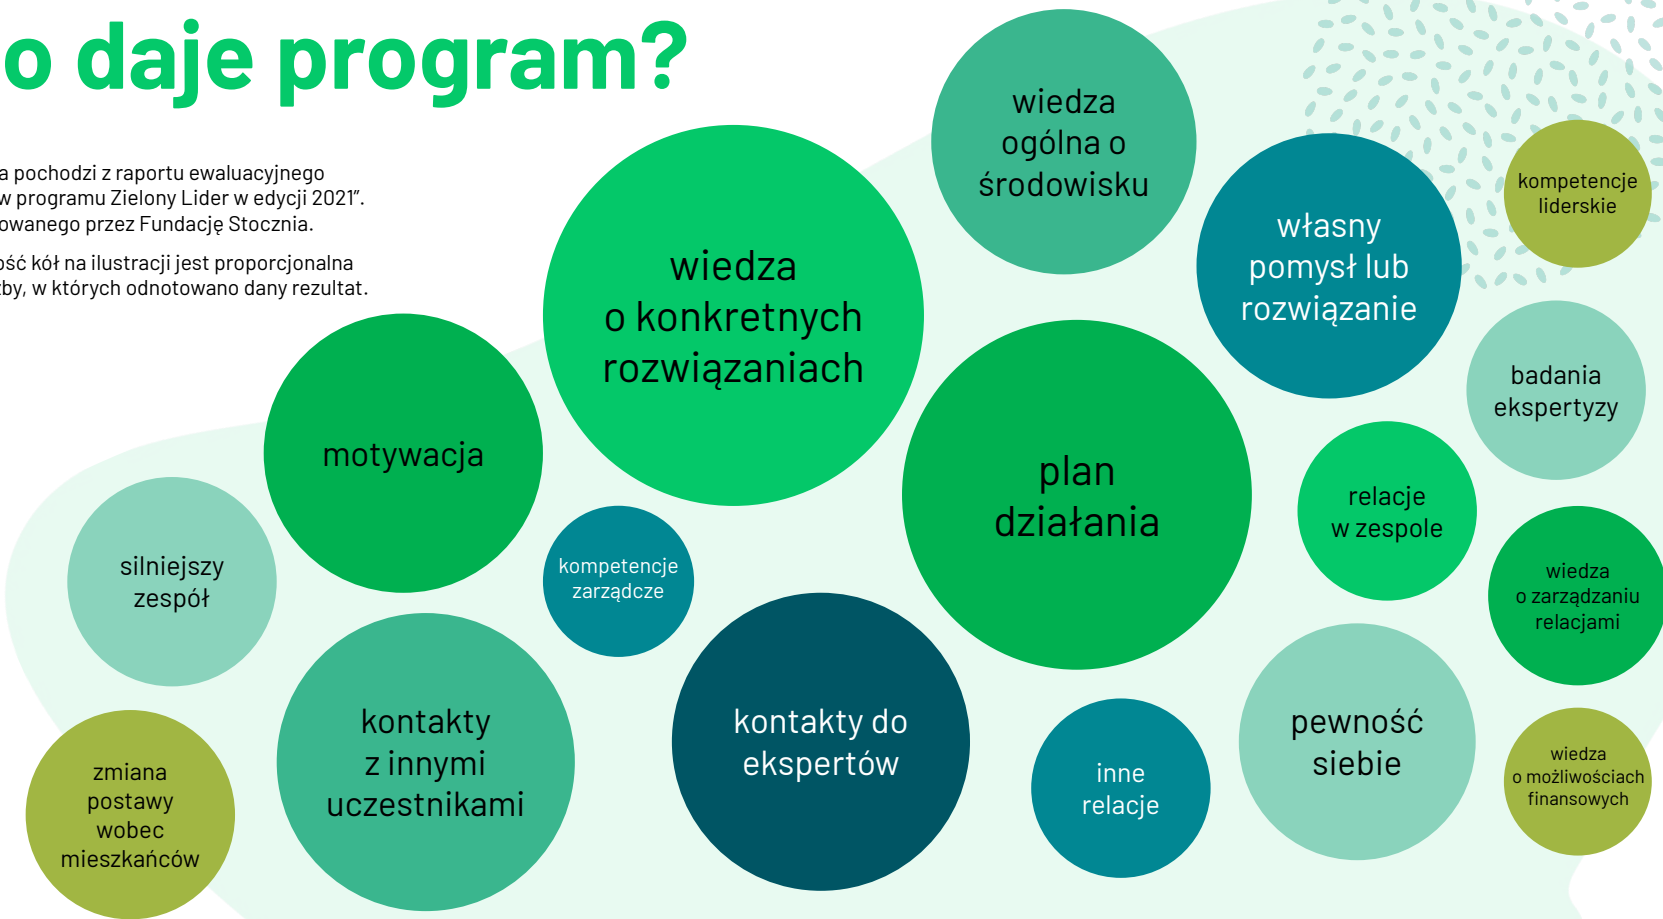 o daje program?
a pochodzi z raportu ewaluacyjnego
w programu Zielony Lider w edycji 2021”.
owanego przez Fundację Stocznia.
ość kół na ilustracji jest proporcjonalna
zby, w których odnotowano dany rezultat.
wiedza
ogólna o
środowisku
kompetencje
liderskie
własny
pomysł lub
rozwiązanie
wiedza
o konkretnych
rozwiązaniach
badania
ekspertyzy
motywacja
plan
działania
relacje
w zespole
silniejszy
zespół
kompetencje
zarządcze
wiedza
o zarządzaniu
relacjami
kontakty
z innymi
uczestnikami
kontakty do
ekspertów
inne
relacje
pewność
siebie
wiedza
o możliwościach
finansowych
zmiana
postawy
wobec
mieszkańców